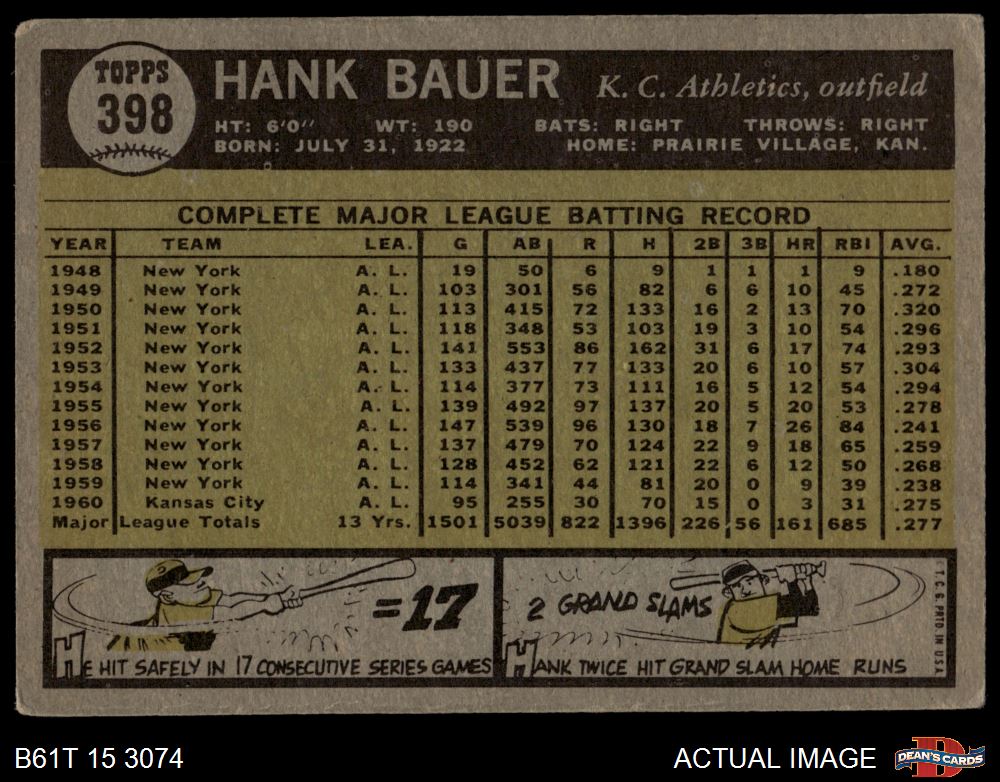 TOPPS
398
HANK BAUER K. C. Athletics, outfield
HT: 6'0" WT: 190 BATS: RIGHT THROWS: RIGHT
BORN: JULY 31, 1922 HOME: PRAIRIE VILLAGE, KAN.
COMPLETE MAJOR LEAGUE BATTING RECORD
YEAR TEAM LEA. G AB R H 2B 3B HR RBI AVG.
1948 New York A. L. 19 50 6 9 1 1 1 9 .180
1949 New York A. L. 103 301 56 82 6 6 10 45 .272
1950 New York A. L. 113 415 72 133 16 2 13 70 .320
1951 New York A. L. 118 348 53 103 19 3 10 54 .296
1952 New York A. L. 141 553 86 162 31 6 17 74 .293
1953 New York A. L. 133 437 77 133 20 6 10 57 .304
1954 New York A. L. 114 377 73 111 16 5 12 54 .294
1955 New York A. L. 139 492 97 137 20 5 20 53 .278
1956 New York A. L. 147 539 96 130 18 7 26 84 .241
1957 New York A. L. 137 479 70 124 22 9 18 65 .259
1958 New York A. L. 128 452 62 121 22 6 12 50 .268
1959 New York A. L. 114 341 44 81 20 0 9 39 .238
1960 Kansas City A. L. 95 255 30 70 15 0 3 31 .275
Major League Totals 13 Yrs. 1501 5039 822 1396 226 56 161 685 .277
=17
HE HIT SAFELY IN 17 CONSECUTIVE SERIES GAMES
2 GRAND SLAMS
HANK TWICE HIT GRAND SLAM HOME RUNS
T. C. G. PRTD. IN U.S.A.
B61T 15 3074 ACTUAL IMAGE
D
DEAN'S CARDS